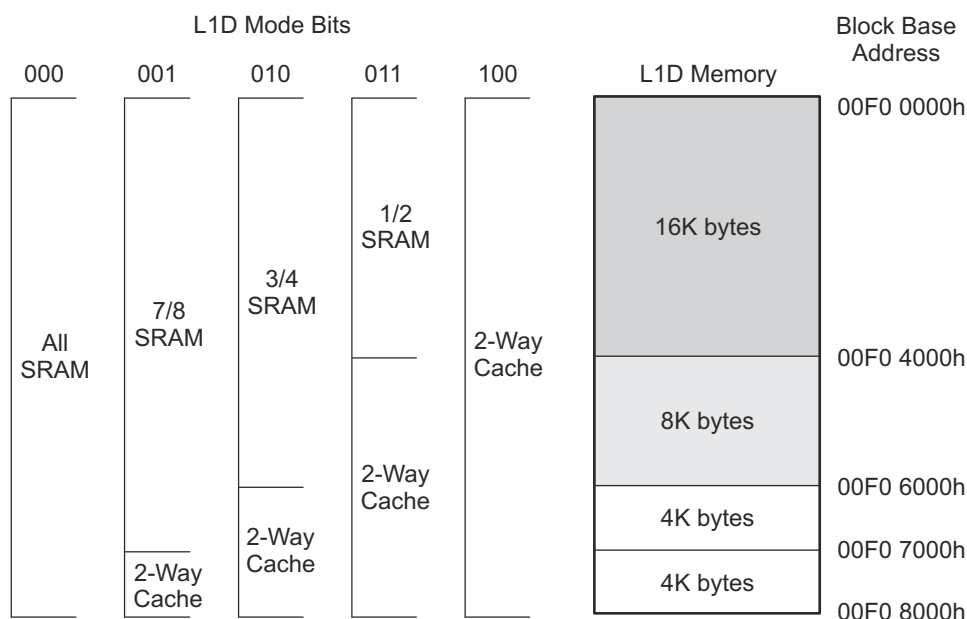 L1D Mode Bits
Block Base
Address
000 001 010 011 100 L1D Memory
00F0 0000h
1/2
SRAM
16K bytes
3/4
SRAM
7/8
SRAM
All
SRAM
2-Way
Cache
00F0 4000h
8K bytes
2-Way
Cache
00F0 6000h
4K bytes
2-Way
Cache
00F0 7000h
2-Way
Cache
4K bytes
00F0 8000h